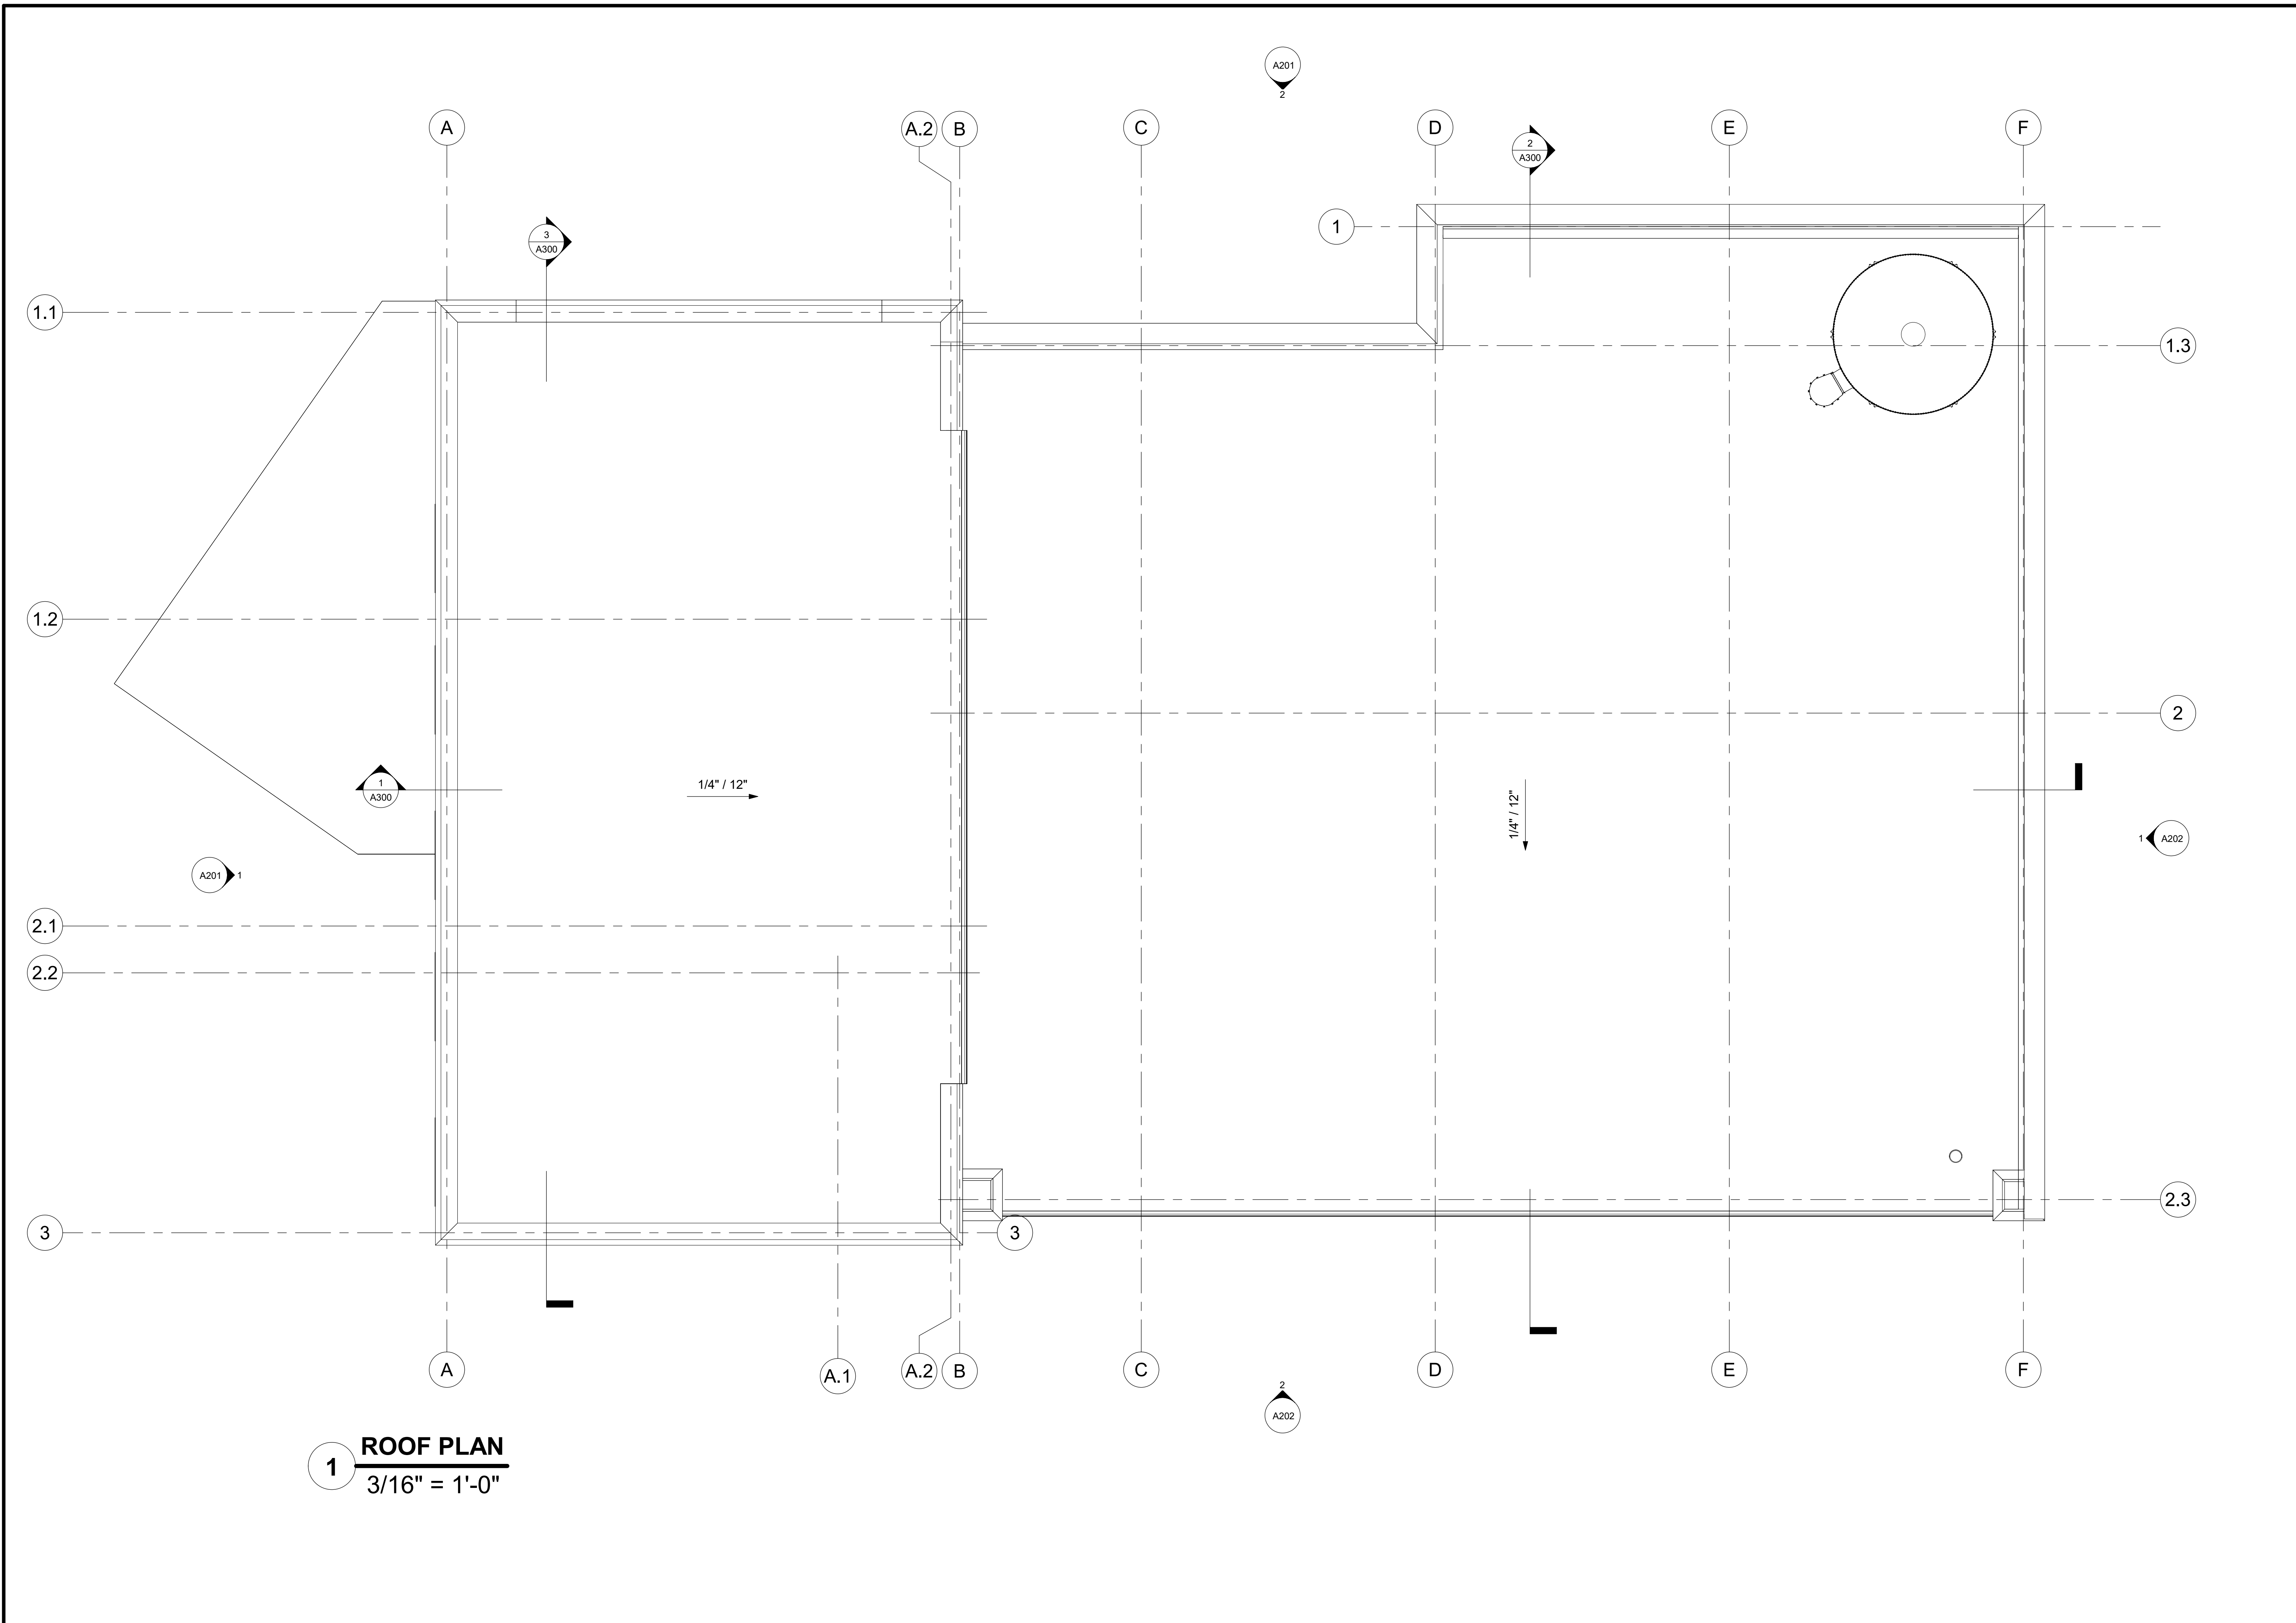 A201
2
A
A.2
B
C
D
E
F
2
A300
1
3
A300
1.1
1.3
1.2
2
1
A300
1/4" / 12"
1/4" / 12"
1
A202
A201
1
2.1
2.2
2.3
3
3
A
A.1
A.2
B
C
D
E
F
2
A202
1
ROOF PLAN
3/16" = 1'-0"